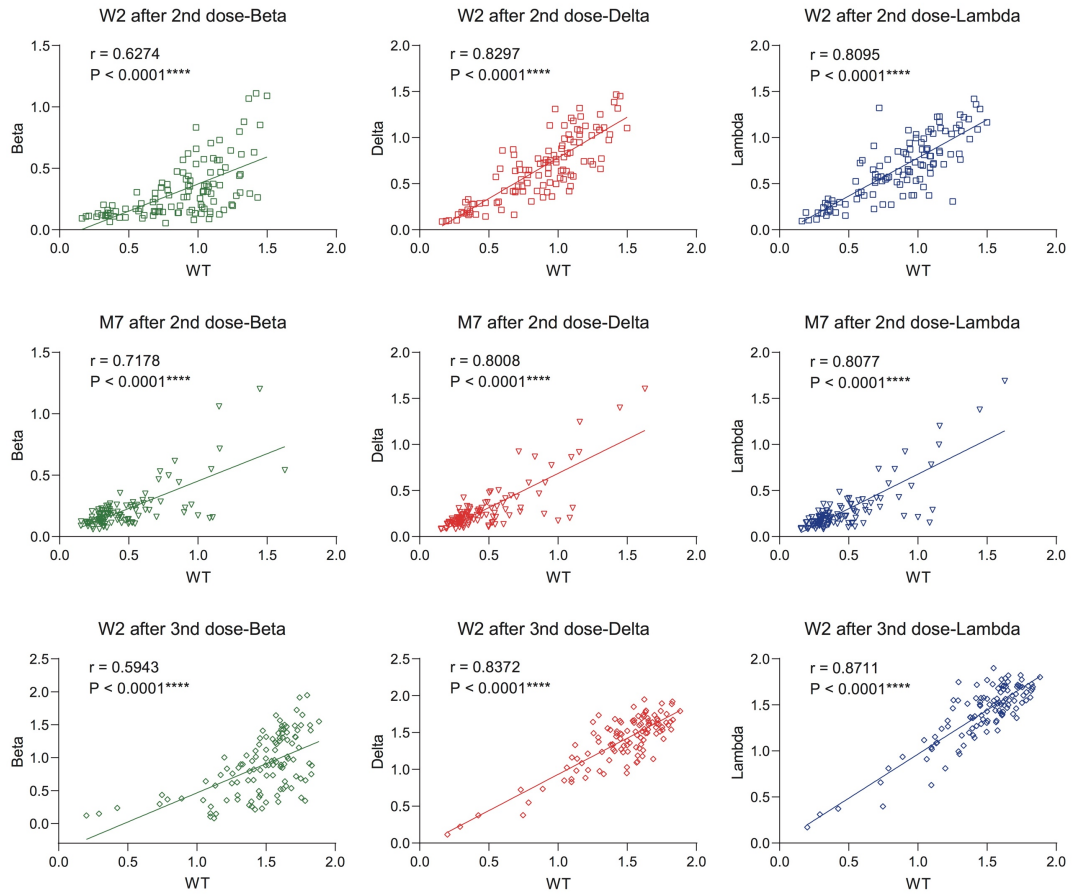 W2 after 2nd dose-Beta
r = 0.6274
P < 0.0001****
1.5
1.0
0.5
0.0
Beta
0.0 0.5 1.0 1.5 2.0
WT
W2 after 2nd dose-Delta
r = 0.8297
P < 0.0001****
2.0
1.5
1.0
0.5
0.0
Delta
0.0 0.5 1.0 1.5 2.0
WT
W2 after 2nd dose-Lambda
r = 0.8095
P < 0.0001****
2.0
1.5
1.0
0.5
0.0
Lambda
0.0 0.5 1.0 1.5 2.0
WT
M7 after 2nd dose-Beta
r = 0.7178
P < 0.0001****
1.5
1.0
0.5
0.0
Beta
0.0 0.5 1.0 1.5 2.0
WT
M7 after 2nd dose-Delta
r = 0.8008
P < 0.0001****
2.0
1.5
1.0
0.5
0.0
Delta
0.0 0.5 1.0 1.5 2.0
WT
M7 after 2nd dose-Lambda
r = 0.8077
P < 0.0001****
2.0
1.5
1.0
0.5
0.0
Lambda
0.0 0.5 1.0 1.5 2.0
WT
W2 after 3nd dose-Beta
r = 0.5943
P < 0.0001****
2.5
2.0
1.5
1.0
0.5
0.0
Beta
0.0 0.5 1.0 1.5 2.0
WT
W2 after 3nd dose-Delta
r = 0.8372
P < 0.0001****
2.5
2.0
1.5
1.0
0.5
0.0
Delta
0.0 0.5 1.0 1.5 2.0
WT
W2 after 3nd dose-Lambda
r = 0.8711
P < 0.0001****
2.0
1.5
1.0
0.5
0.0
Lambda
0.0 0.5 1.0 1.5 2.0
WT